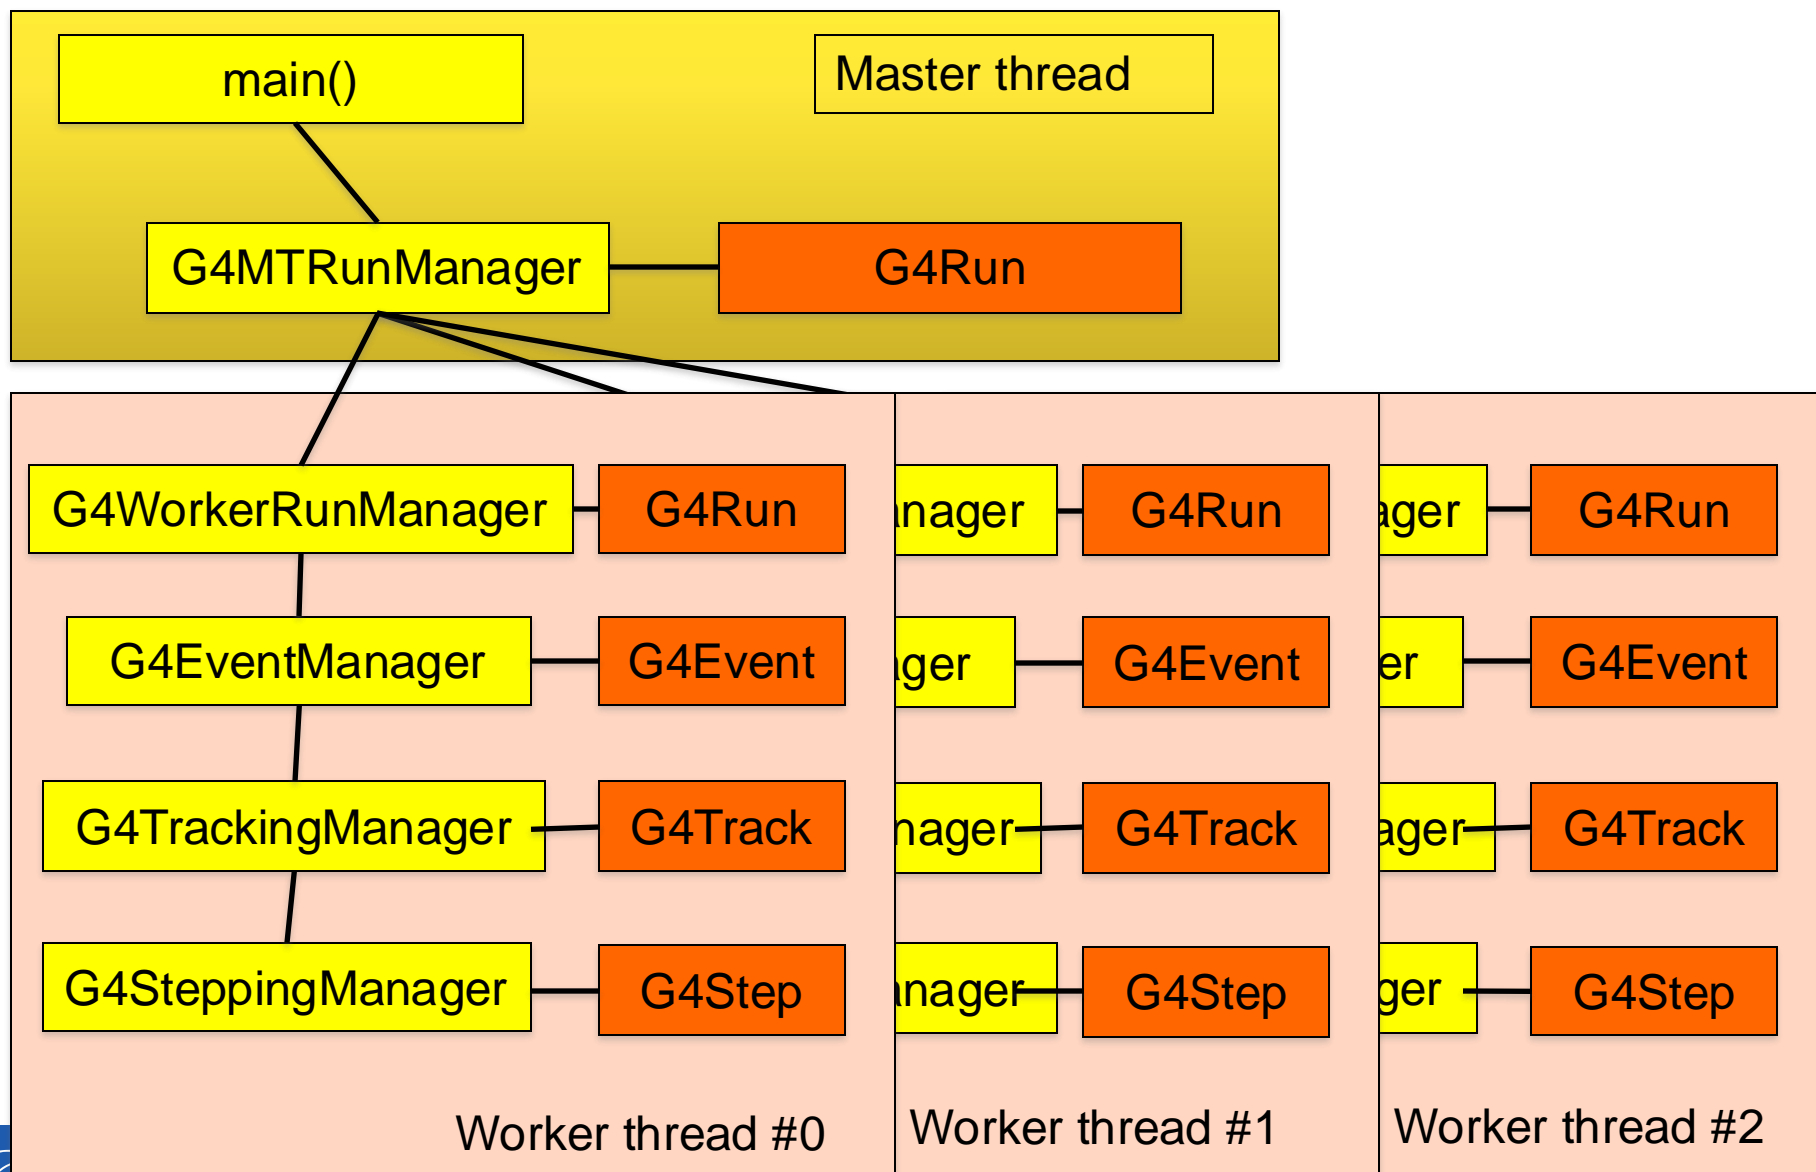 main()
Master thread
G4MTRunManager
G4Run
G4WorkerRunManager
G4Run
G4EventManager
G4Event
G4TrackingManager
G4Track
G4SteppingManager
G4Step
Worker thread #0
nager
G4Run
ger
G4Event
nager
G4Track
nager
G4Step
Worker thread #1
ger
G4Run
er
G4Event
ager
G4Track
ger
G4Step
Worker thread #2